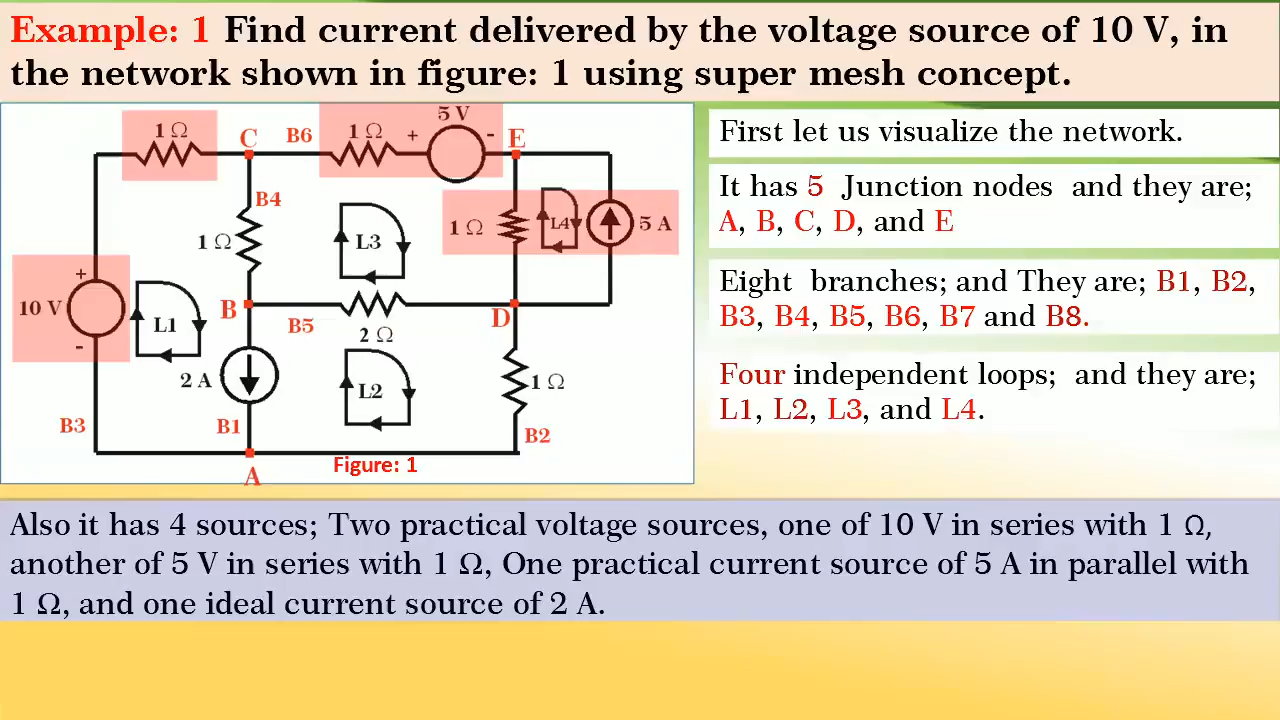 Example: 1 Find current delivered by the voltage source of 10 V, in
the network shown in figure: 1 using super mesh concept.
1 Ω
C
B6
1 Ω
+
5 V
-
E
B4
1 Ω
L3
1 Ω
L4
5 A
+
10 V
-
L1
B
B5
2 Ω
D
2 A
L2
1 Ω
B3
B1
B2
A
Figure: 1
First let us visualize the network.
It has 5 Junction nodes and they are;
A, B, C, D, and E
Eight branches; and They are; B1, B2,
B3, B4, B5, B6, B7 and B8.
Four independent loops; and they are;
L1, L2, L3, and L4.
Also it has 4 sources; Two practical voltage sources, one of 10 V in series with 1 Ω,
another of 5 V in series with 1 Ω, One practical current source of 5 A in parallel with
1 Ω, and one ideal current source of 2 A.